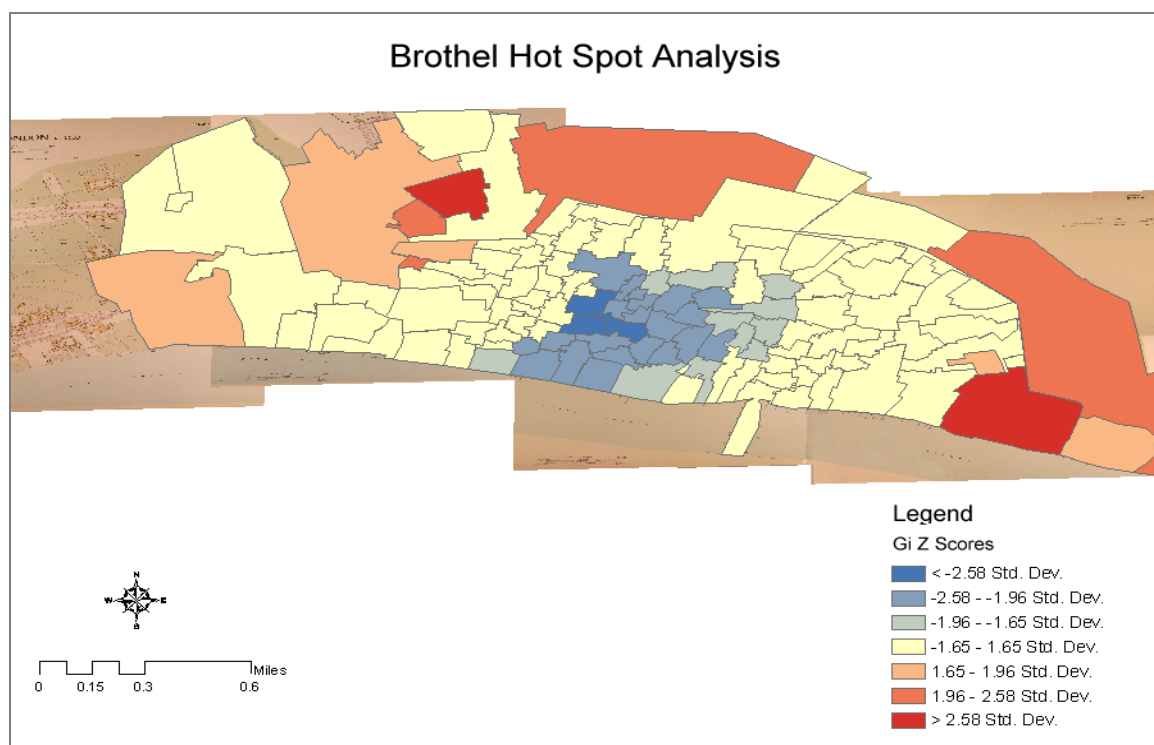 Brothel Hot Spot Analysis
N
W E
S
Miles
0 0.15 0.3 0.6
Legend
Gi Z Scores
< -2.58 Std. Dev.
-2.58 - -1.96 Std. Dev.
-1.96 - -1.65 Std. Dev.
-1.65 - 1.65 Std. Dev.
1.65 - 1.96 Std. Dev.
1.96 - 2.58 Std. Dev.
> 2.58 Std. Dev.